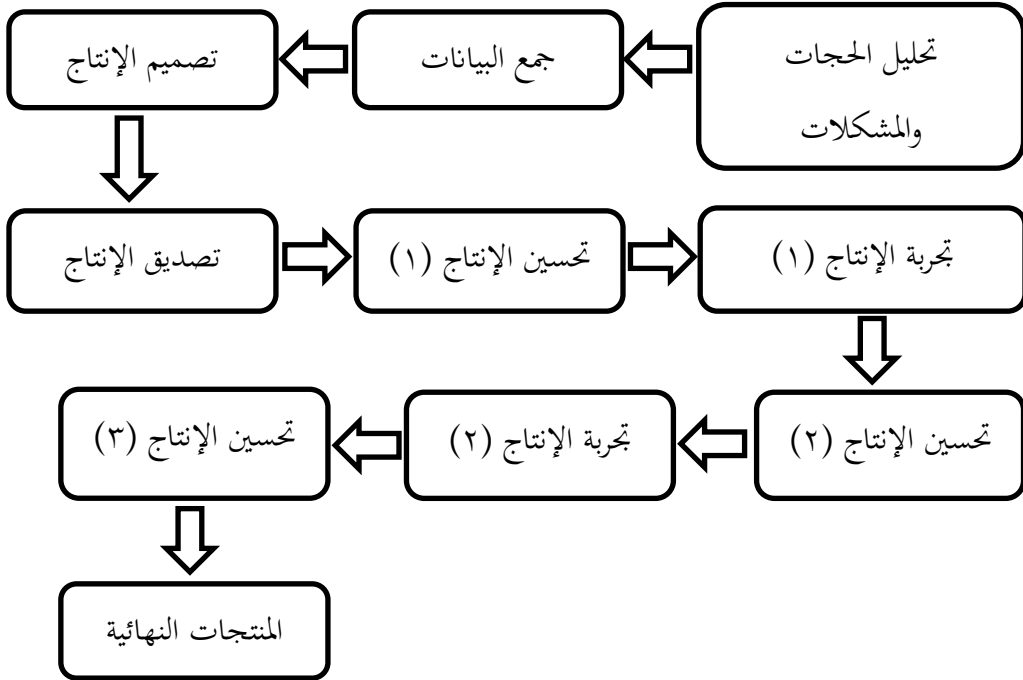 تحليل الحجات
والمشكلات
جمع البيانات
تصميم الإنتاج
تصديق الإنتاج
تحسين الإنتاج (١)
تجربة الإنتاج (١)
تحسين الإنتاج (٢)
تجربة الإنتاج (٢)
تحسين الإنتاج (٣)
المنتجات النهائية